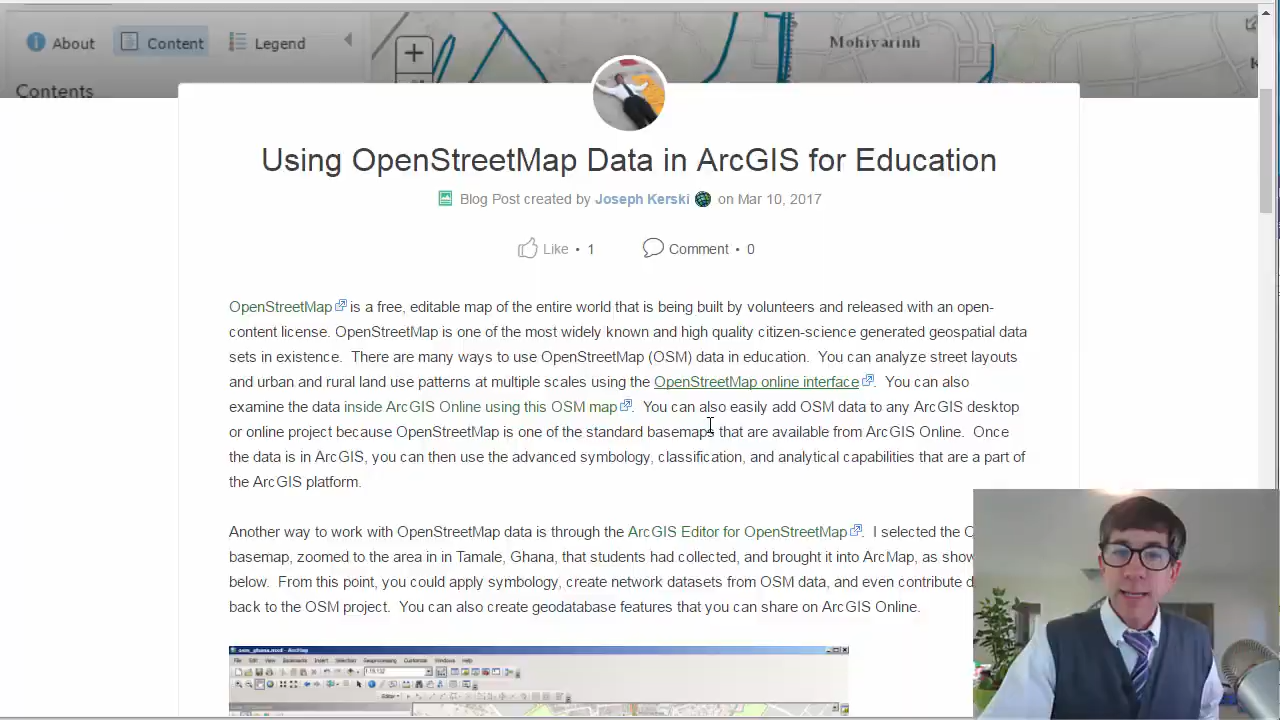 About
Content
Legend
Contents
Mohiyarinh
Using OpenStreetMap Data in ArcGIS for Education
Blog Post created by Joseph Kerski on Mar 10, 2017
Like • 1
Comment • 0
OpenStreetMap is a free, editable map of the entire world that is being built by volunteers and released with an open-
content license. OpenStreetMap is one of the most widely known and high quality citizen-science generated geospatial data
sets in existence. There are many ways to use OpenStreetMap (OSM) data in education. You can analyze street layouts
and urban and rural land use patterns at multiple scales using the OpenStreetMap online interface. You can also
examine the data inside ArcGIS Online using this OSM map. You can also easily add OSM data to any ArcGIS desktop
or online project because OpenStreetMap is one of the standard basemaps that are available from ArcGIS Online. Once
the data is in ArcGIS, you can then use the advanced symbology, classification, and analytical capabilities that are a part of
the ArcGIS platform.
Another way to work with OpenStreetMap data is through the ArcGIS Editor for OpenStreetMap. I selected the
basemap, zoomed to the area in in Tamale, Ghana, that students had collected, and brought it into ArcMap, as
below. From this point, you could apply symbology, create network datasets from OSM data, and even contribute
back to the OSM project. You can also create geodatabase features that you can share on ArcGIS Online.
File Edit View Bookmarks Insert Selection Geoprocessing Customize Windows Help